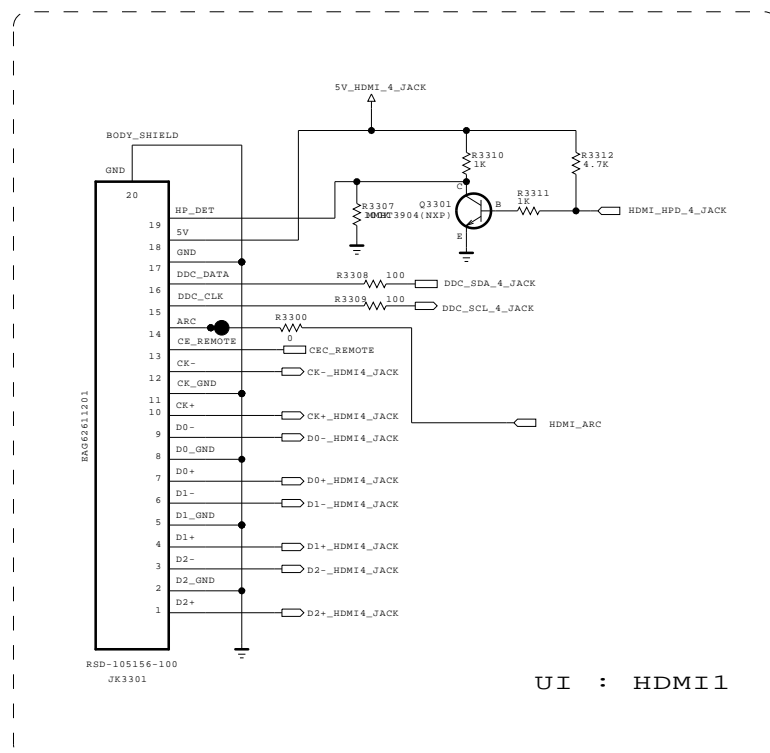 5V_HDMI_4_JACK
BODY_SHIELD
GND
20
R3310
1K
R3312
4.7K
C
Q3301
MMBT3904(NXP)
B
E
R3311
1K
HDMI_HPD_4_JACK
R3307
19
HP_DET
18
5V
17
GND
16
DDC_DATA
R3308 100
DDC_SDA_4_JACK
15
DDC_CLK
R3309 100
DDC_SCL_4_JACK
14
ARC
R3300
0
HDMI_ARC
13
CE_REMOTE
CEC_REMOTE
12
CK-
CK-_HDMI4_JACK
11
CK_GND
10
CK+
CK+_HDMI4_JACK
9
D0-
D0-_HDMI4_JACK
8
D0_GND
7
D0+
D0+_HDMI4_JACK
6
D1-
D1-_HDMI4_JACK
5
D1_GND
4
D1+
D1+_HDMI4_JACK
3
D2-
D2-_HDMI4_JACK
2
D2_GND
1
D2+
D2+_HDMI4_JACK
EAG62611201
RSD-105156-100
JK3301
UI : HDMI1